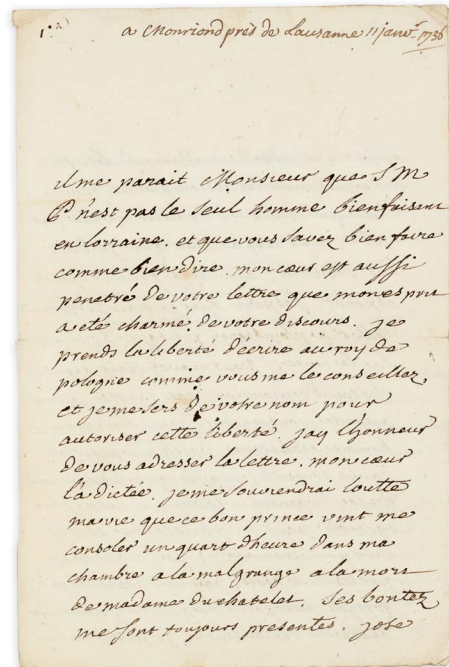 1.a
a Monriond près de Lausanne 11 janv.r 1756
il me parait Monsieur que S M
P n'est pas le seul homme bienfaisant
en lorraine. et que vous savez bien faire
comme bien dire. mon cœur est aussi
penetré de votre lettre que mon esprit
a eté charmé de votre discours. je
prends la liberté d'écrire au roy de
pologne comme vous me le conseillez
et je me sers de votre nom pour
autoriser cette liberté. jay l'honneur
de vous adresser la lettre. mon cœur
l'a dictée. je me souviendrai toutte
ma vie que ce bon prince vint me
consoler un quart d'heure dans ma
chambre a la malgrange a la mort
de madame du chatelet. ses bontez
me sont toujours presentes. jose